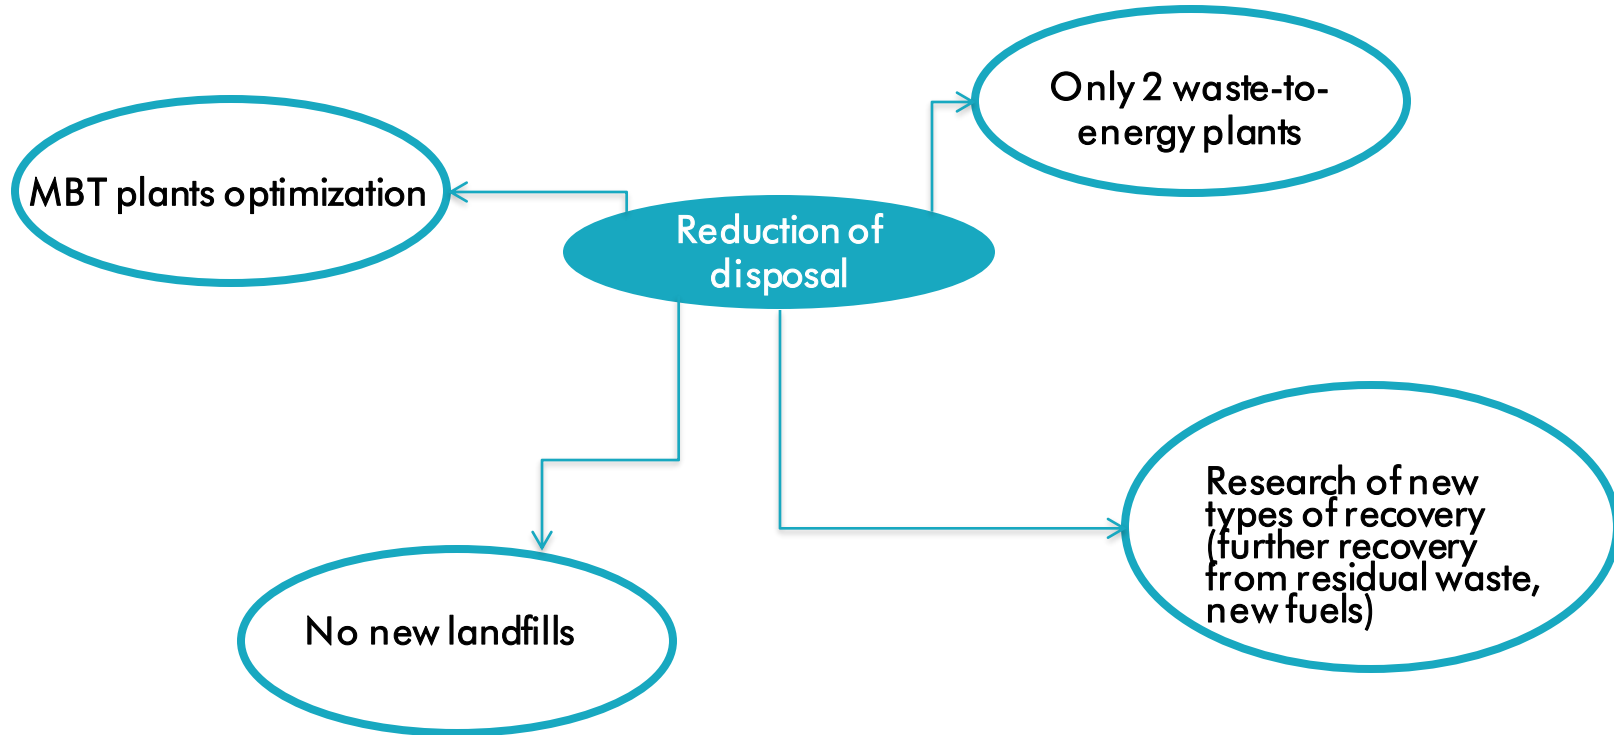 Only 2 waste-to-
energy plants
MBT plants optimization
Reduction of
disposal
Research of new
types of recovery
(further recovery
from residual waste,
new fuels)
No new landfills